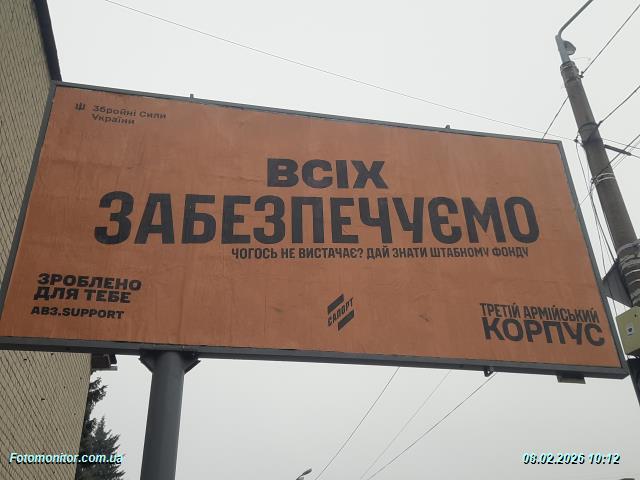 Збройні Сили
України
ВСІХ
ЗАБЕЗПЕЧУЄМО
ЧОГОСЬ НЕ ВИСТАЧАЄ? ДАЙ ЗНАТИ ШТАБНОМУ ФОНДУ
ЗРОБЛЕНО
ДЛЯ ТЕБЕ
AB3.SUPPORT
САПОРТ
ТРЕТІЙ АРМІЙСЬКИЙ
КОРПУС
Fotomonitor.com.ua
08.02.2026 10:12